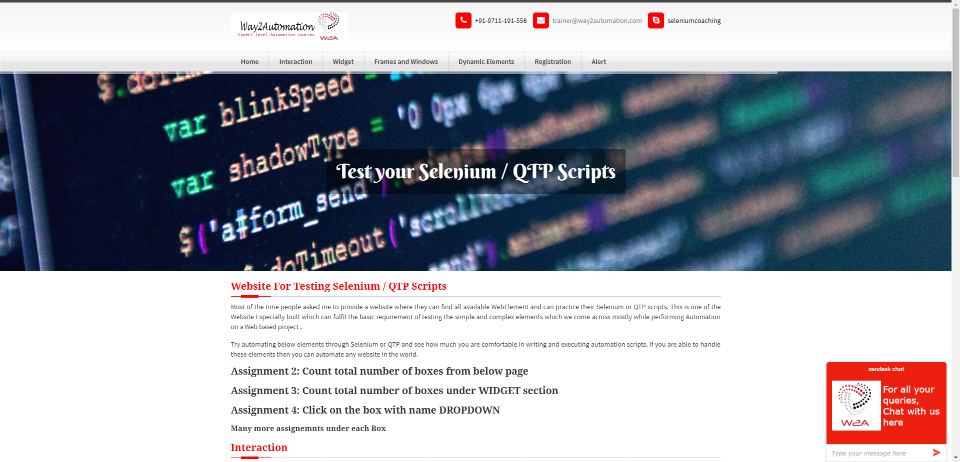 Way2Automation
Expert level Automation courses
W2A
+91-9711-191-558
trainer@way2automation.com
seleniumcoaching
Home
Interaction
Widget
Frames and Windows
Dynamic Elements
Registration
Alert
$.doTim
var blinkSpeed =
var shadowType = '0 0px 0px
$('a#form_send')
('scroll
doTimeout(
Test your Selenium / QTP Scripts
Website For Testing Selenium / QTP Scripts
Most of the time people asked me to provide a website where they can find all available WebElement and can practice their Selenium or QTP scripts. This is one of the
Website I specially built which can fulfil the basic requirement of testing the simple and complex elements which we come across mostly while performing Automation
on a Web based project .
Try automating below elements through Selenium or QTP and see how much you are comfortable in writing and executing automation scripts. If you are able to handle
these elements then you can automate any website in the world.
Assignment 2: Count total number of boxes from below page
Assignment 3: Count total number of boxes under WIDGET section
Assignment 4: Click on the box with name DROPDOWN
Many more assignemnts under each Box
Interaction
zendesk chat
W2A
For all your
queries,
Chat with us
here
Type your message here